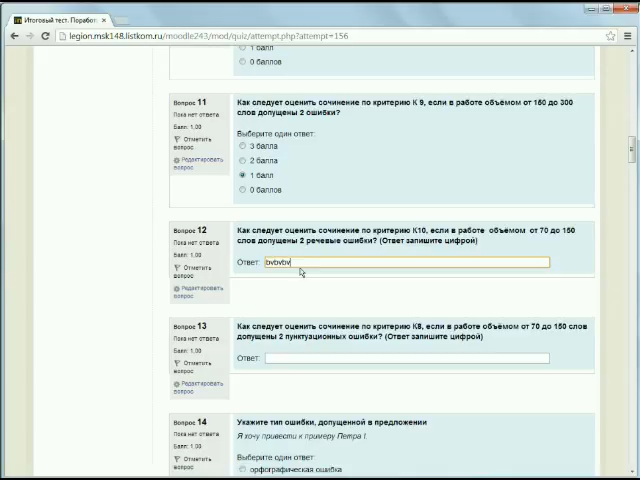 Итоговый тест. Поработ
legion.msk148.listkom.ru/moodle243/mod/quiz/attempt.php?attempt=156
1 балл
0 баллов
Вопрос 11
Пока нет ответа
Балл: 1,00
Отметить вопрос
Редактировать вопрос
Как следует оценить сочинение по критерию К 9, если в работе объёмом от 150 до 300
слов допущены 2 ошибки?
Выберите один ответ:
3 балла
2 балла
1 балл
0 баллов
Вопрос 12
Пока нет ответа
Балл: 1,00
Отметить вопрос
Редактировать вопрос
Как следует оценить сочинение по критерию К10, если в работе объёмом от 70 до 150
слов допущены 2 речевые ошибки? (Ответ запишите цифрой)
Ответ: bvbvbv
Вопрос 13
Пока нет ответа
Балл: 1,00
Отметить вопрос
Редактировать вопрос
Как следует оценить сочинение по критерию К8, если в работе объёмом от 70 до 150 слов
допущены 2 пунктуационных ошибки? (Ответ запишите цифрой)
Ответ:
Вопрос 14
Пока нет ответа
Балл: 1,00
Отметить вопрос
Укажите тип ошибки, допущенной в предложении
Я хочу привести к примеру Петра I.
Выберите один ответ:
орфографическая ошибка